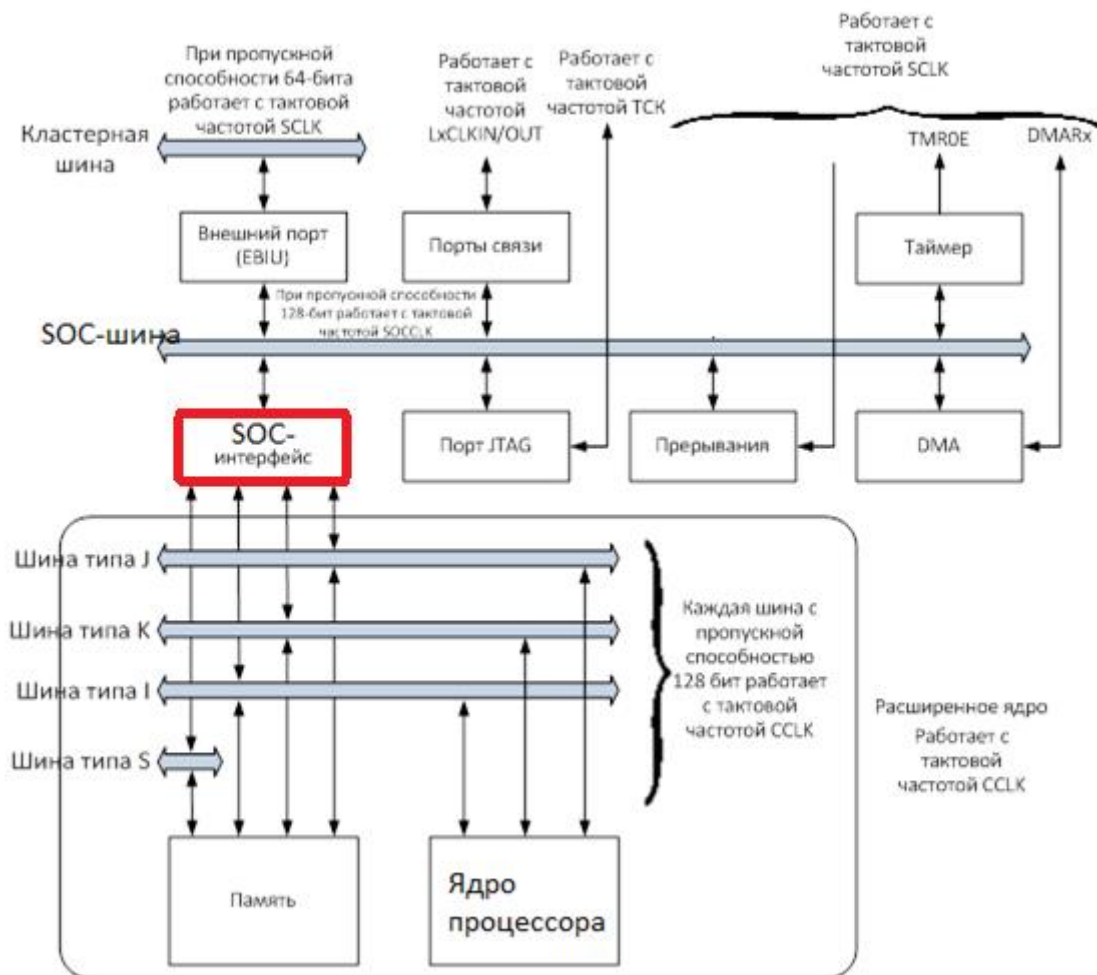 При пропускной
способности 64-бита
работает с тактовой
частотой SCLK
Кластерная
шина
Работает с
тактовой
частотой
LxCLKIN/OUT
Работает с
тактовой
частотой TCK
Работает с
тактовой
частотой SCLK
TMR0E
DMARx
Внешний порт
(EBIU)
Порты связи
Таймер
При пропускной способности
128-бит работает с тактовой
частотой SOCCLK
SOC-шина
SOC-
интерфейс
Порт JTAG
Прерывания
DMA
Шина типа J
Шина типа K
Шина типа I
Шина типа S
Каждая шина с
пропускной
способностью
128 бит работает
с тактовой
частотой CCLK
Расширенное ядро
Работает с
тактовой
частотой CCLK
Память
Ядро
процессора